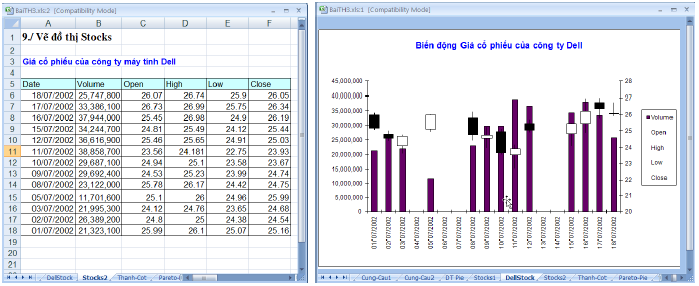 BaiTH3.xls:2 [Compatibility Mode]
A B C D E F
1 9./ Vẽ đồ thị Stocks
2
3 Giá cổ phiếu của công ty máy tính Dell
4
5 Date Volume Open High Low Close
6 18/07/2002 25,747,800 26.07 26.74 25.9 26.05
7 17/07/2002 33,386,100 26.73 26.99 25.75 26.34
8 16/07/2002 37,944,000 25.45 26.98 24.9 26.19
9 15/07/2002 34,244,700 24.81 25.49 24.12 25.44
10 12/07/2002 36,616,900 25.46 25.65 24.91 25.03
11 11/07/2002 38,858,700 23.56 24.181 22.75 23.93
12 10/07/2002 29,687,100 24.94 25.1 23.58 23.67
13 09/07/2002 29,692,400 24.53 25.23 23.99 24.74
14 08/07/2002 23,122,000 25.78 26.17 24.42 24.75
15 05/07/2002 11,701,600 25.1 26 24.96 25.99
16 03/07/2002 21,995,300 24.12 24.76 23.65 24.68
17 02/07/2002 26,389,200 24.8 25 24.38 24.54
18 01/07/2002 21,323,100 25.99 26.1 25.07 25.16
19
20
21
DellStock Stocks2 Thanh-Cot Pareto-
BaiTH3.xls:1 [Compatibility Mode]
Biến động Giá cổ phiếu của công ty Dell
45,000,000 28
40,000,000 27
35,000,000 26
30,000,000 25
25,000,000 24
20,000,000
15,000,000 23
10,000,000 22
5,000,000 21
0 20
Volume
Open
High
Low
Close
01/07/2002 02/07/2002 03/07/2002 04/07/2002 05/07/2002 06/07/2002 07/07/2002 08/07/2002 09/07/2002 10/07/2002 11/07/2002 12/07/2002 13/07/2002 14/07/2002 15/07/2002 16/07/2002 17/07/2002 18/07/2002
Cung-Cau1 Cung-Cau2 DT Pie Stocks1 DellStock Stocks2 Thanh-Cot Pareto-Pie